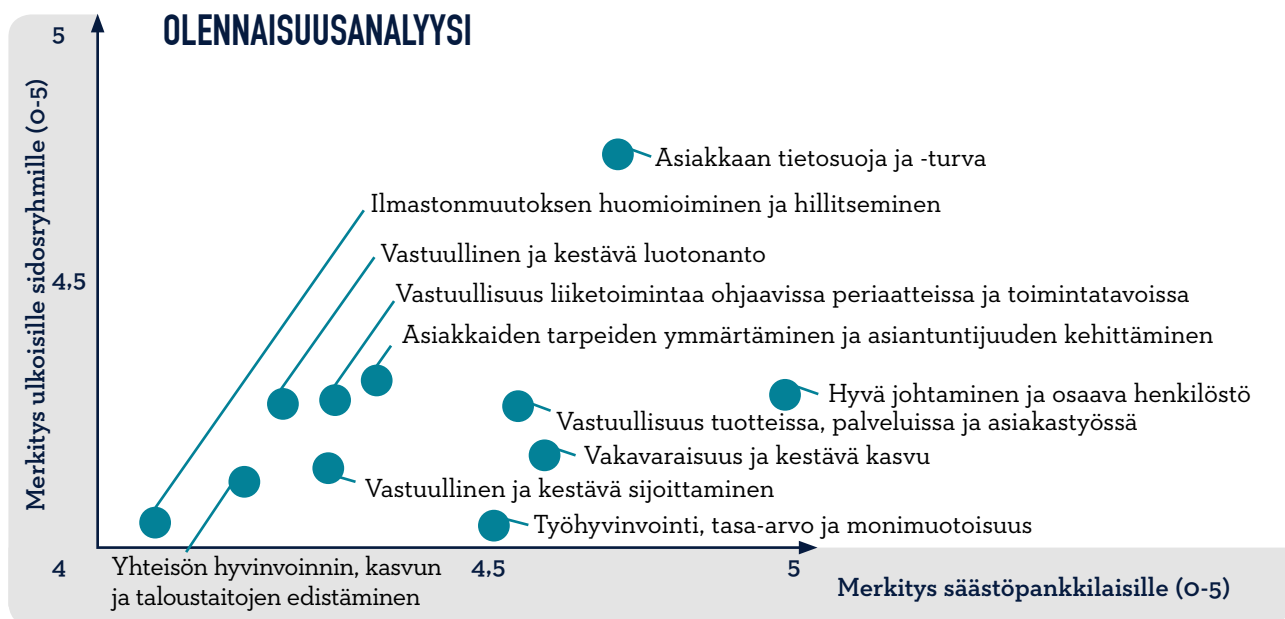 OLENNAISUUSANALYYSI
5
Merkitys ulkoisille sidosryhmille (0-5)
Asiakkaan tietosuoja ja -turva
Ilmastonmuutoksen huomioiminen ja hillitseminen
Vastuullinen ja kestävä luotonanto
4,5
Vastuullisuus liiketoimintaa ohjaavissa periaatteissa ja toimintatavoissa
Asiakkaiden tarpeiden ymmärtäminen ja asiantuntijuuden kehittäminen
Hyvä johtaminen ja osaava henkilöstö
Vastuullisuus tuotteissa, palveluissa ja asiakastyössä
Vakavaraisuus ja kestävä kasvu
Vastuullinen ja kestävä sijoittaminen
Työhyvinvointi, tasa-arvo ja monimuotoisuus
4
Yhteisön hyvinvoinnin, kasvun
ja taloustaitojen edistäminen
4,5
5
Merkitys säästöpankkilaisille (0-5)